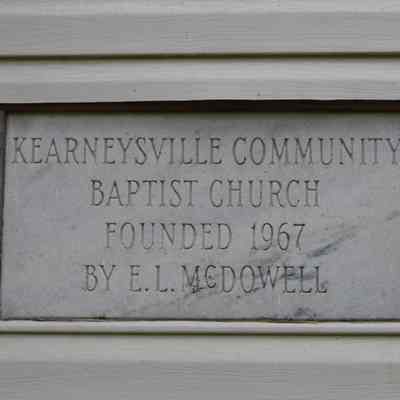 KEARNEYSVILLE COMMUNITY
BAPTIST CHURCH
FOUNDED 1967
BY E.L. McDOWELL